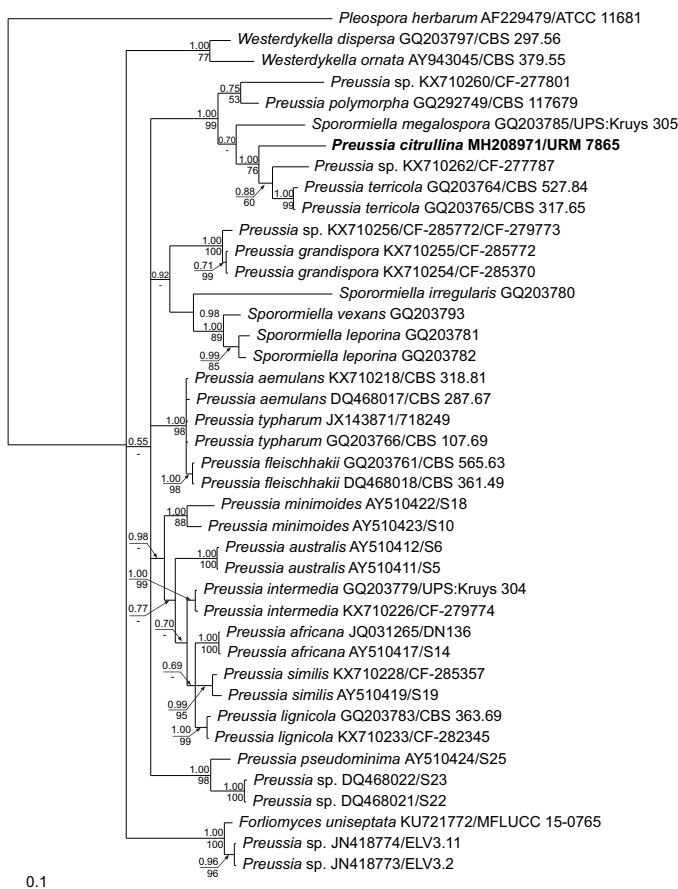 Pleospora herbarum AF229479/ATCC 11681
1.00
77
Westerdykella dispersa GQ203797/CBS 297.56
Westerdykella ornata AY943045/CBS 379.55
0.75
53
Preussia sp. KX710260/CF-277801
Preussia polymorpha GQ292749/CBS 117679
1.00
99
0.70
-
Sporormiella megalospora GQ203785/UPS:Kruys 305
Preussia citrullina MH208971/URM 7865
1.00
76
Preussia sp. KX710262/CF-277787
0.88
60
Preussia terricola GQ203764/CBS 527.84
1.00
99
Preussia terricola GQ203765/CBS 317.65
Preussia sp. KX710256/CF-285772/CF-279773
1.00
100
Preussia grandispora KX710255/CF-285772
0.71
99
Preussia grandispora KX710254/CF-285370
0.92
-
Sporormiella irregularis GQ203780
0.98
Sporormiella vexans GQ203793
1.00
89
Sporormiella leporina GQ203781
0.99
85
Sporormiella leporina GQ203782
Preussia aemulans KX710218/CBS 318.81
Preussia aemulans DQ468017/CBS 287.67
1.00
98
Preussia typharum JX143871/718249
0.55
-
Preussia typharum GQ203766/CBS 107.69
Preussia fleischhakii GQ203761/CBS 565.63
1.00
98
Preussia fleischhakii DQ468018/CBS 361.49
Preussia minimoides AY510422/S18
1.00
88
Preussia minimoides AY510423/S10
0.98
-
Preussia australis AY510412/S6
1.00
100
Preussia australis AY510411/S5
1.00
99
Preussia intermedia GQ203779/UPS:Kruys 304
0.77
-
Preussia intermedia KX710226/CF-279774
0.70
-
Preussia africana JQ031265/DN136
1.00
100
Preussia africana AY510417/S14
0.69
-
Preussia similis KX710228/CF-285357
Preussia similis AY510419/S19
0.99
95
Preussia lignicola GQ203783/CBS 363.69
1.00
99
Preussia lignicola KX710233/CF-282345
Preussia pseudominima AY510424/S25
1.00
98
Preussia sp. DQ468022/S23
1.00
100
Preussia sp. DQ468021/S22
Forliomyces uniseptata KU721772/MFLUCC 15-0765
1.00
100
Preussia sp. JN418774/ELV3.11
0.96
96
Preussia sp. JN418773/ELV3.2
0.1